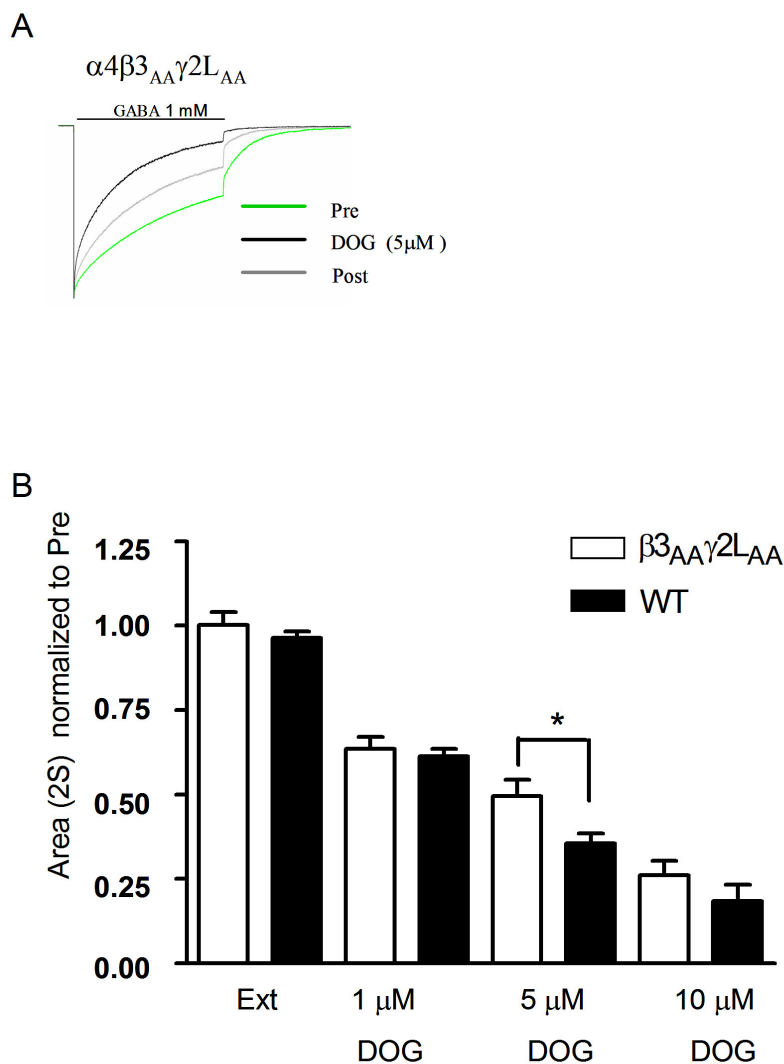 A
α4β3AAγ2LAA
GABA 1 mM
Pre
DOG (5μM )
Post
B
β3AAγ2LAA
WT
Area (2S) normalized to Pre
1.25
1.00
0.75
*
0.50
0.25
0.00
Ext 1 μM 5 μM 10 μM
DOG DOG DOG